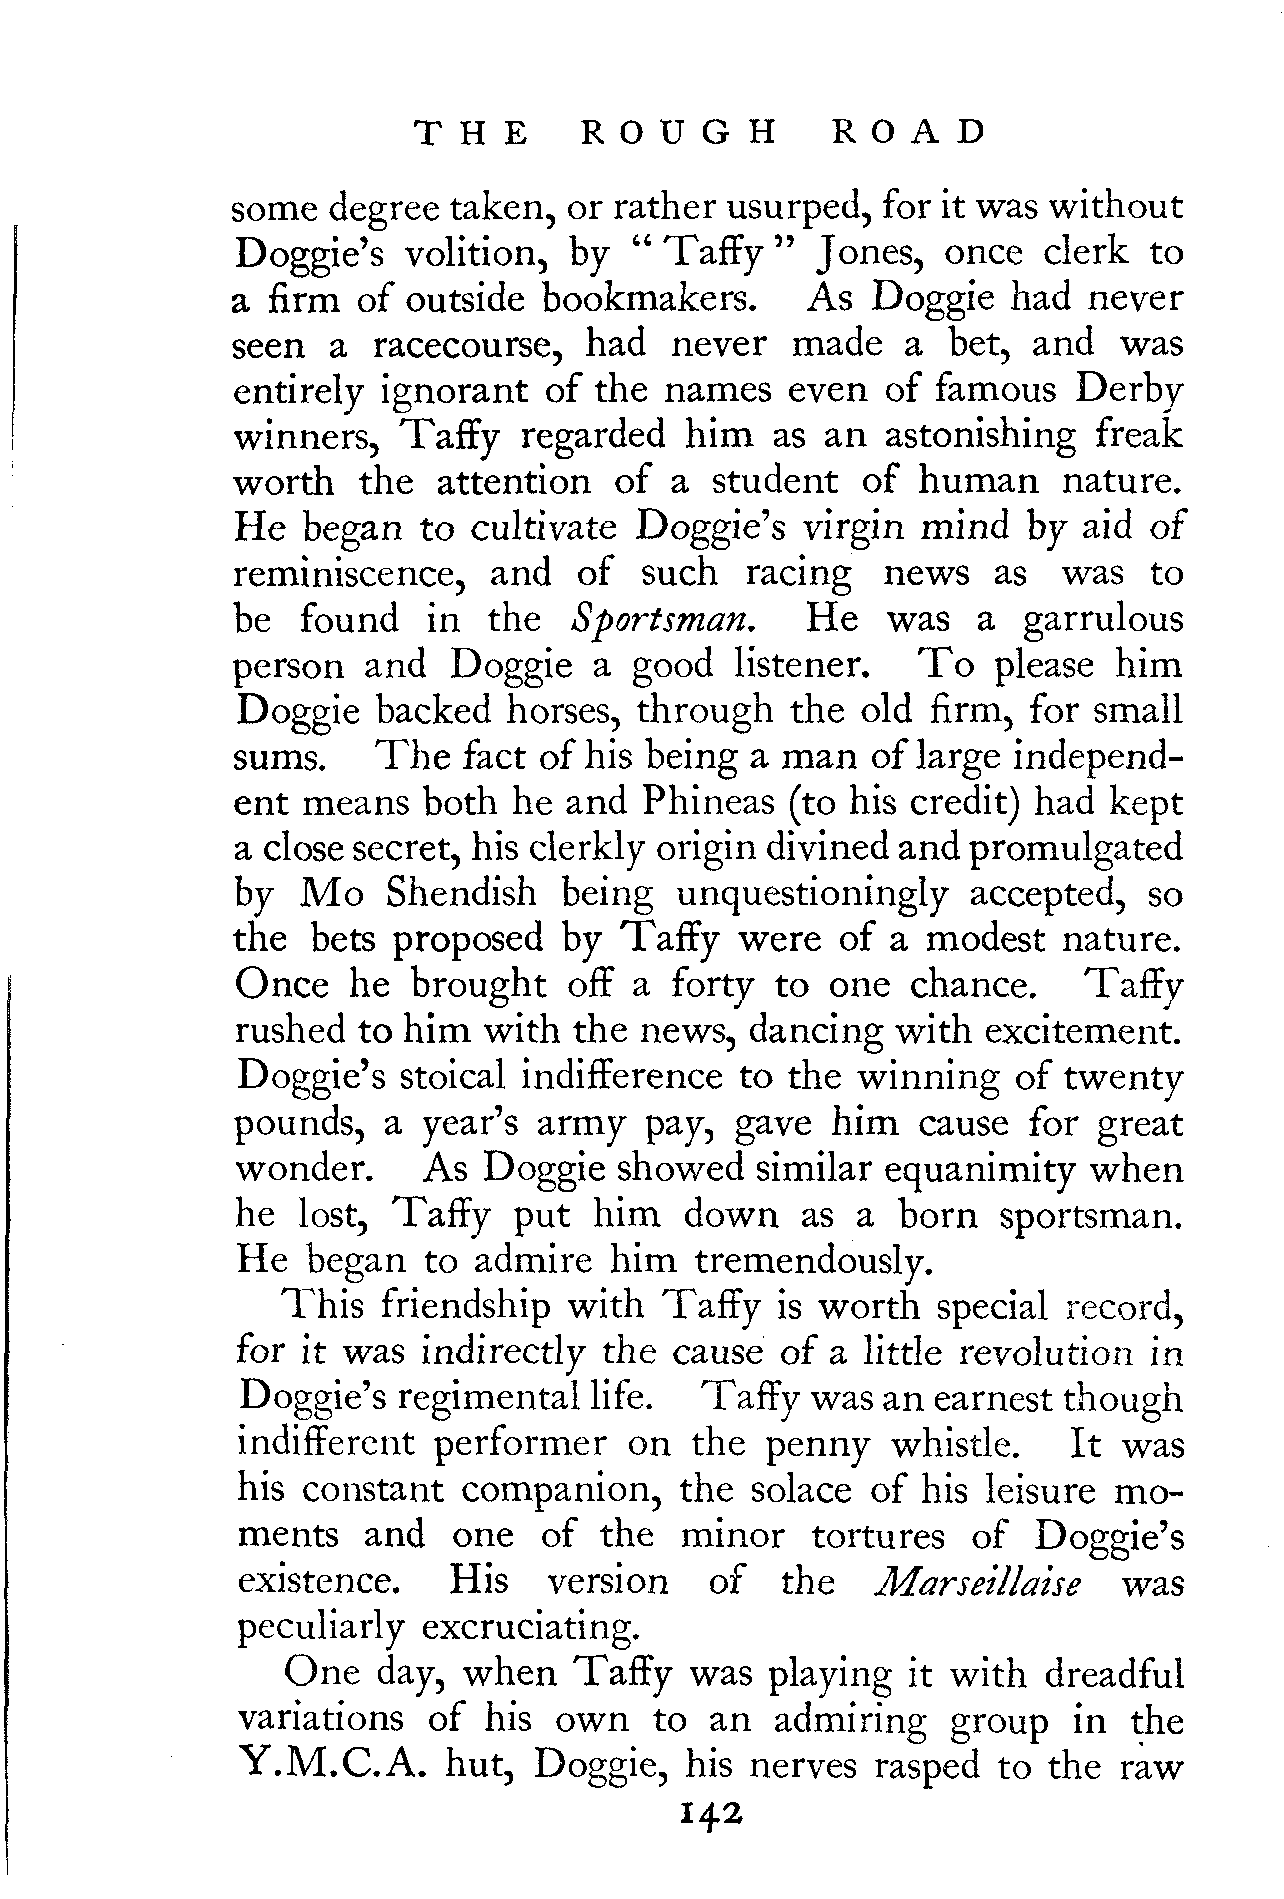 THE ROUGH ROAD
some degree taken, or rather usurped, for it was without
Doggie's volition, by “Taffy” Jones, once clerk to
a firm of outside bookmakers. As Doggie had never
seen a racecourse, had never made a bet, and was
entirely ignorant of the names even of famous Derby
winners, Taffy regarded him as an astonishing freak
worth the attention of a student of human nature.
He began to cultivate Doggie's virgin mind by aid of
reminiscence, and of such racing news as was to
be found in the Sportsman. He was a garrulous
person and Doggie a good listener. To please him
Doggie backed horses, through the old firm, for small
sums. The fact of his being a man of large independ-
ent means both he and Phineas (to his credit) had kept
a close secret, his clerkly origin divined and promulgated
by Mo Shendish being unquestioningly accepted, so
the bets proposed by Taffy were of a modest nature.
Once he brought off a forty to one chance. Taffy
rushed to him with the news, dancing with excitement.
Doggie's stoical indifference to the winning of twenty
pounds, a year's army pay, gave him cause for great
wonder. As Doggie showed similar equanimity when
he lost, Taffy put him down as a born sportsman.
He began to admire him tremendously.
This friendship with Taffy is worth special record,
for it was indirectly the cause of a little revolution in
Doggie's regimental life. Taffy was an earnest though
indifferent performer on the penny whistle. It was
his constant companion, the solace of his leisure mo-
ments and one of the minor tortures of Doggie's
existence. His version of the Marseillaise was
peculiarly excruciating.
One day, when Taffy was playing it with dreadful
variations of his own to an admiring group in the
Y.M.C.A. hut, Doggie, his nerves rasped to the raw
142